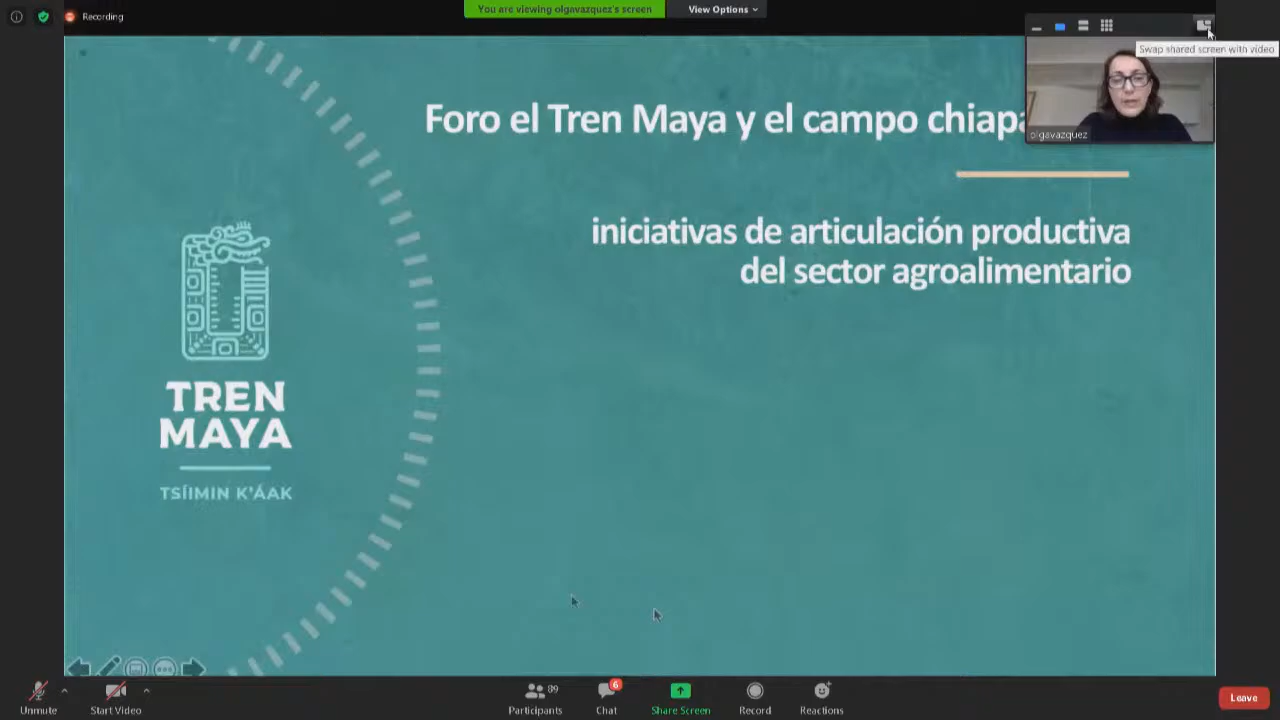 Recording
You are viewing olgavazquez's screen
View Options
Swap shared screen with video
olgavazquez
Foro el Tren Maya y el campo chiapa
iniciativas de articulación productiva
del sector agroalimentario
TREN
MAYA
TSÍIMIN K'ÁAK
Unmute
Start Video
89
Participants
6
Chat
Share Screen
Record
Reactions
Leave